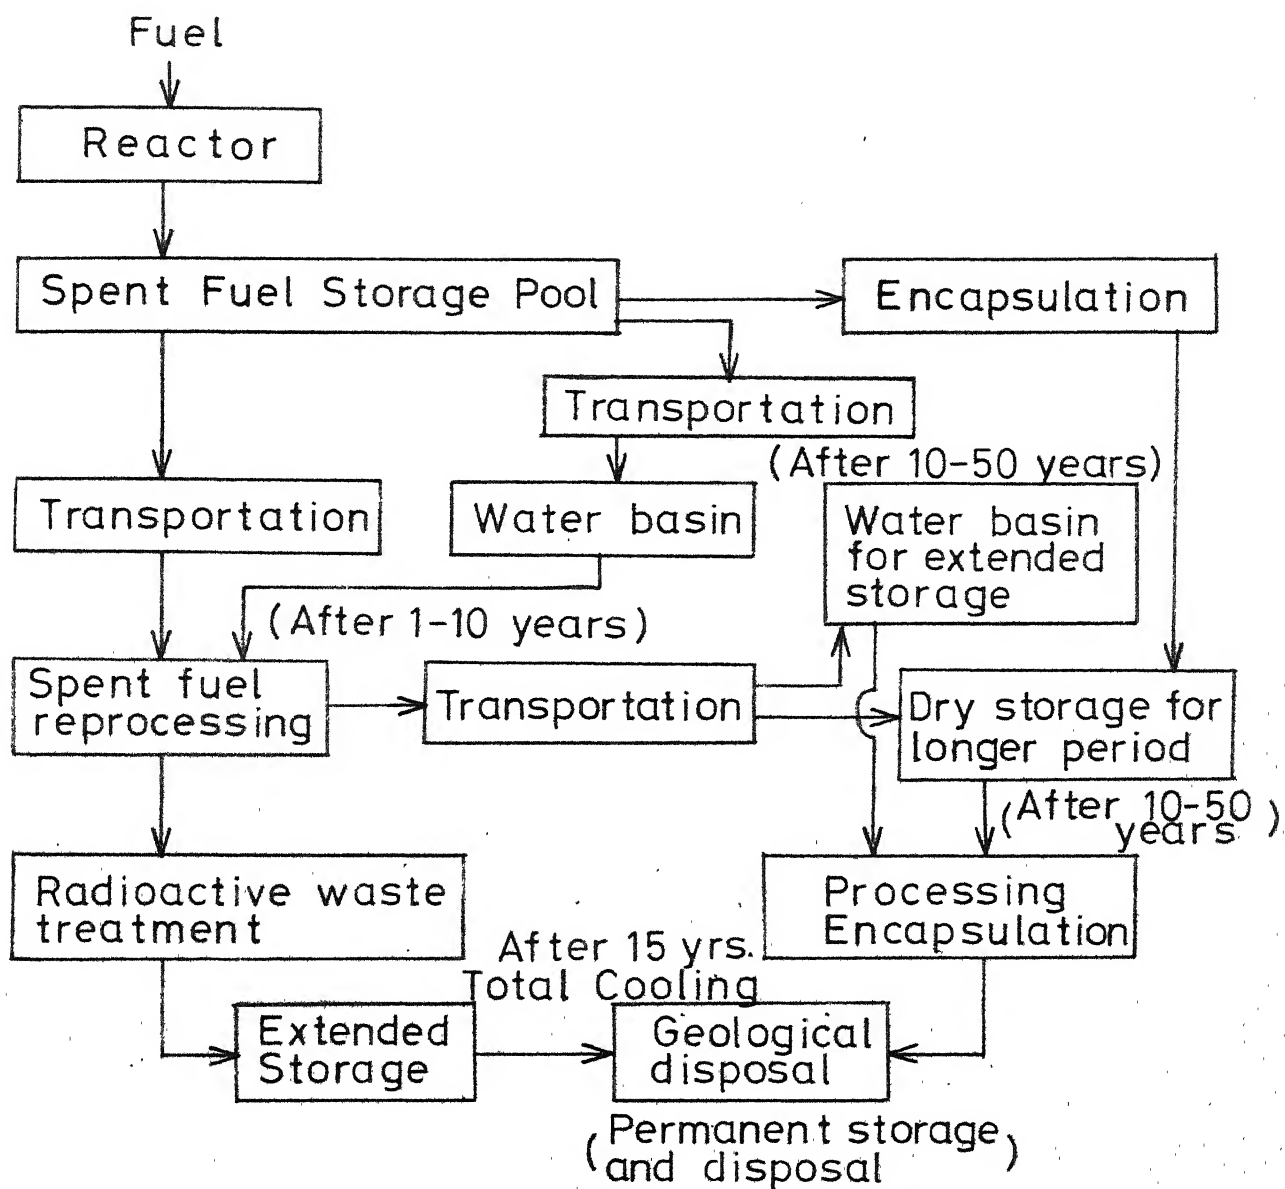 Fuel
Reactor
Spent Fuel Storage Pool
Encapsulation
Transportation
(After 10-50 years)
Transportation
Water basin
Water basin
for extended
storage
(After 1-10 years)
Spent fuel
reprocessing
Transportation
Dry storage for
longer period
(After 10-50
years)
Radioactive waste
treatment
Processing
Encapsulation
After 15 yrs.
Total Cooling
Extended
Storage
Geological
disposal
(Permanent storage
and disposal)